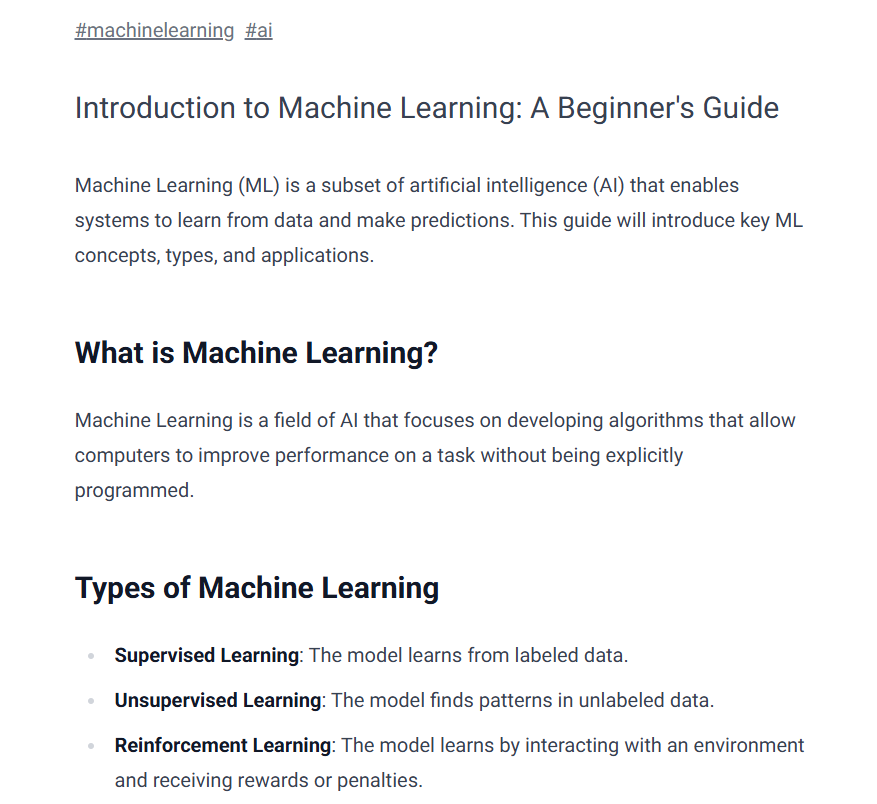 #machinelearning #ai
Introduction to Machine Learning: A Beginner's Guide
Machine Learning (ML) is a subset of artificial intelligence (AI) that enables
systems to learn from data and make predictions. This guide will introduce key ML
concepts, types, and applications.
What is Machine Learning?
Machine Learning is a field of AI that focuses on developing algorithms that allow
computers to improve performance on a task without being explicitly
programmed.
Types of Machine Learning
Supervised Learning: The model learns from labeled data.
Unsupervised Learning: The model finds patterns in unlabeled data.
Reinforcement Learning: The model learns by interacting with an environment
and receiving rewards or penalties.